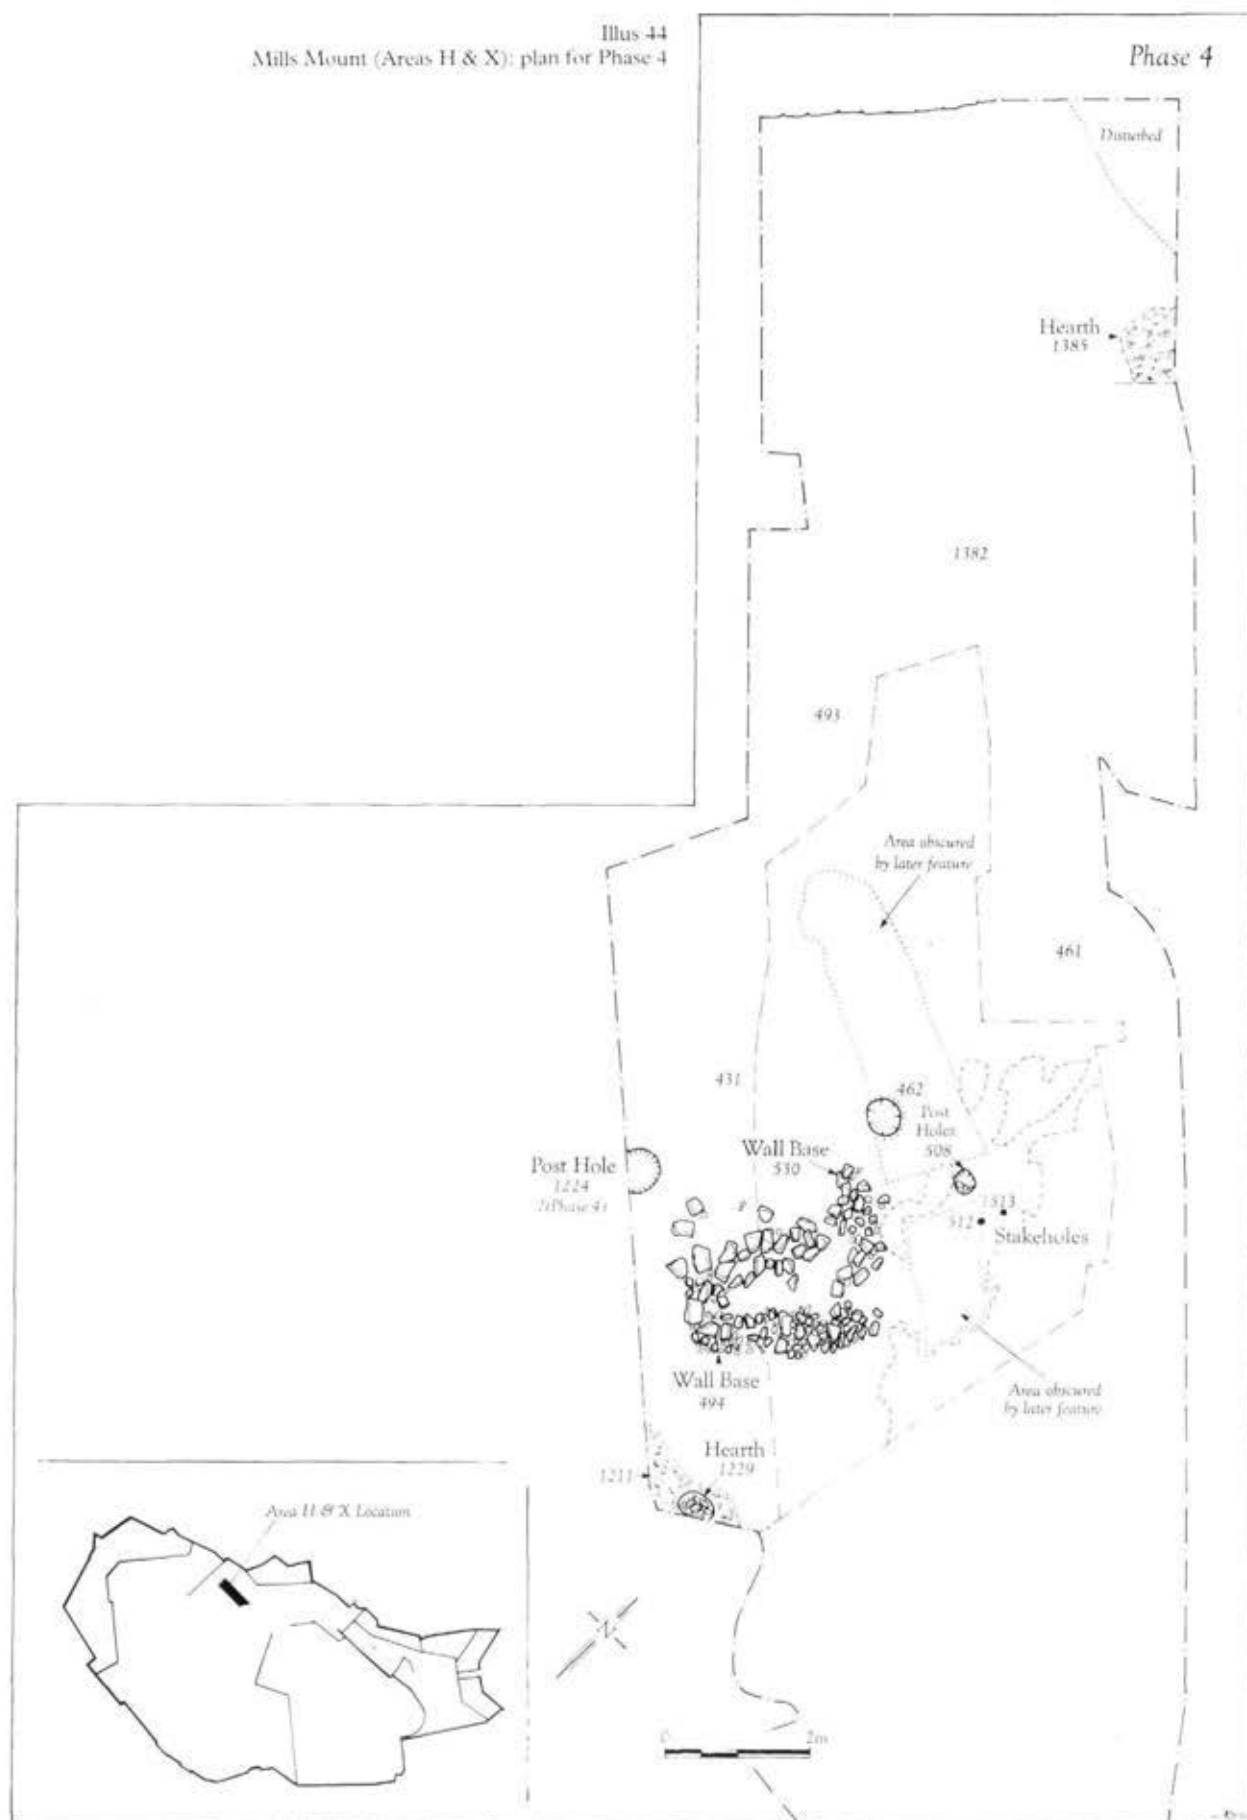 Illus 44
Mills Mount (Areas H & X): plan for Phase 4
Phase 4
Disturbed
Hearth
1385
1382
493
Area obscured
by later feature
461
431
462
Post
Holes
508
Wall Base
530
Post Hole
1224
?(Phase 4)
513
512
Stakeholes
Wall Base
494
Area obscured
by later feature
Hearth
1229
1211
Area H & X Location
N
0
2m